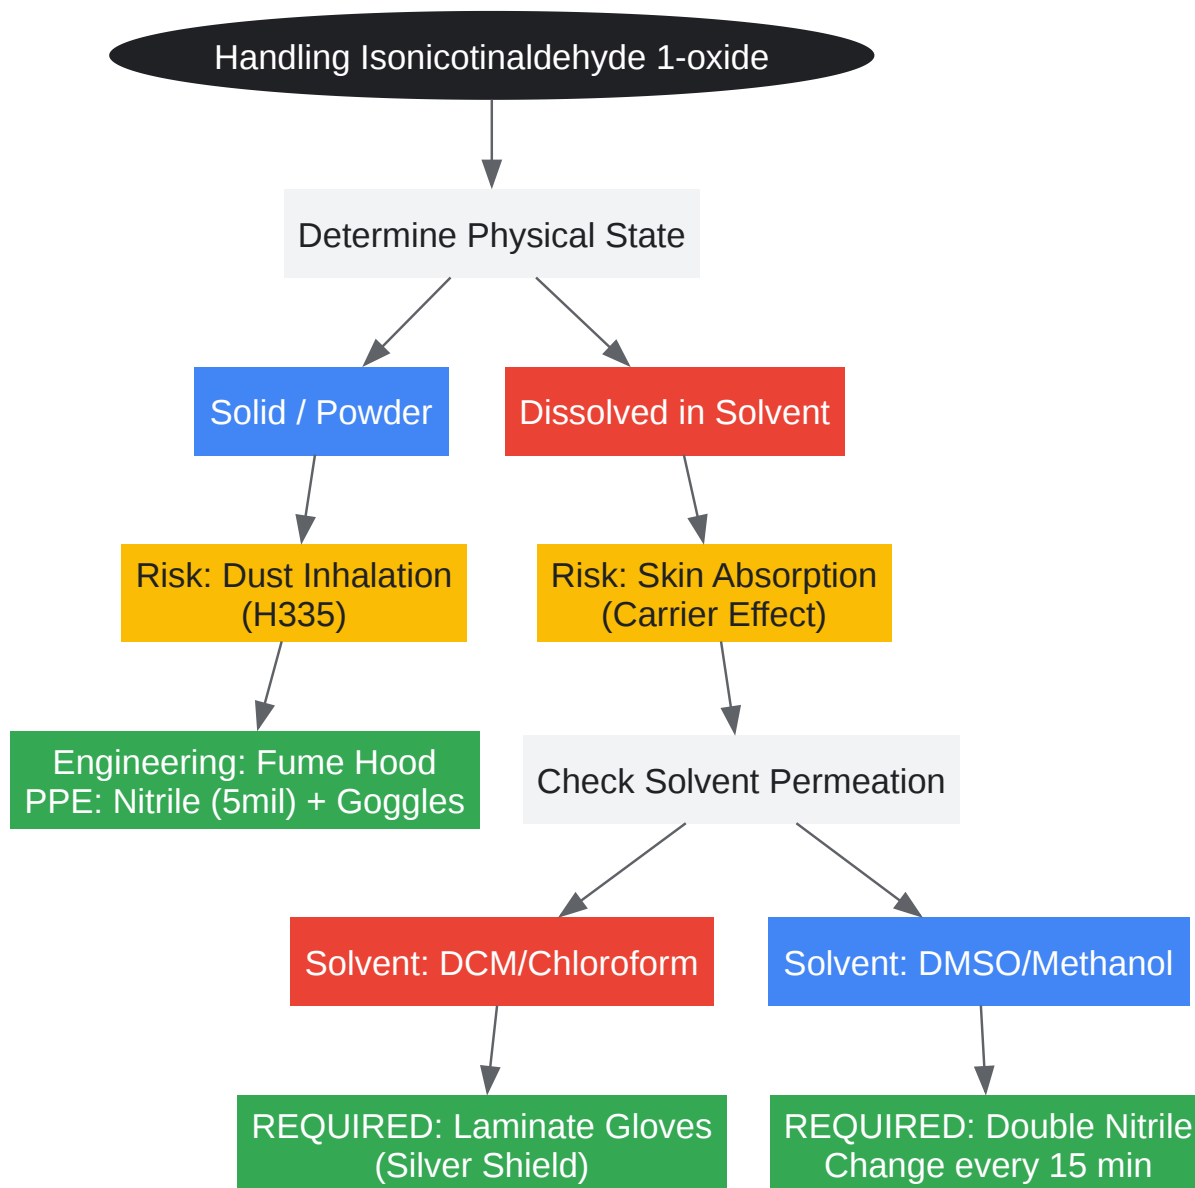 Handling Isonicotinaldehyde 1-oxide
Determine Physical State
Solid / Powder
Dissolved in Solvent
Risk: Dust Inhalation
(H335)
Risk: Skin Absorption
(Carrier Effect)
Engineering: Fume Hood
PPE: Nitrile (5mil) + Goggles
Check Solvent Permeation
Solvent: DCM/Chloroform
Solvent: DMSO/Methanol
REQUIRED: Laminate Gloves
(Silver Shield)
REQUIRED: Double Nitrile
Change every 15 min